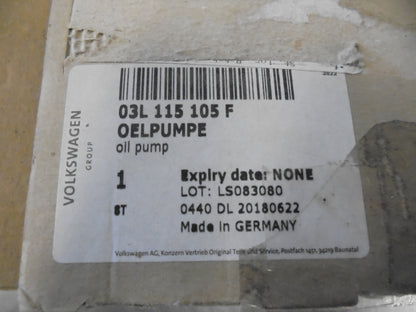 2622
03L 115 105 F
OELPUMPE
oil pump
1 Expiry date: NONE
LOT: LS083080
ST 0440 DL 20180622
Made in GERMANY
Volkswagen AG, Konzern Vertrieb Original Teile und Service, Postfach 1451, 34219 Baunatal
VOLKSWAGEN
GROUP